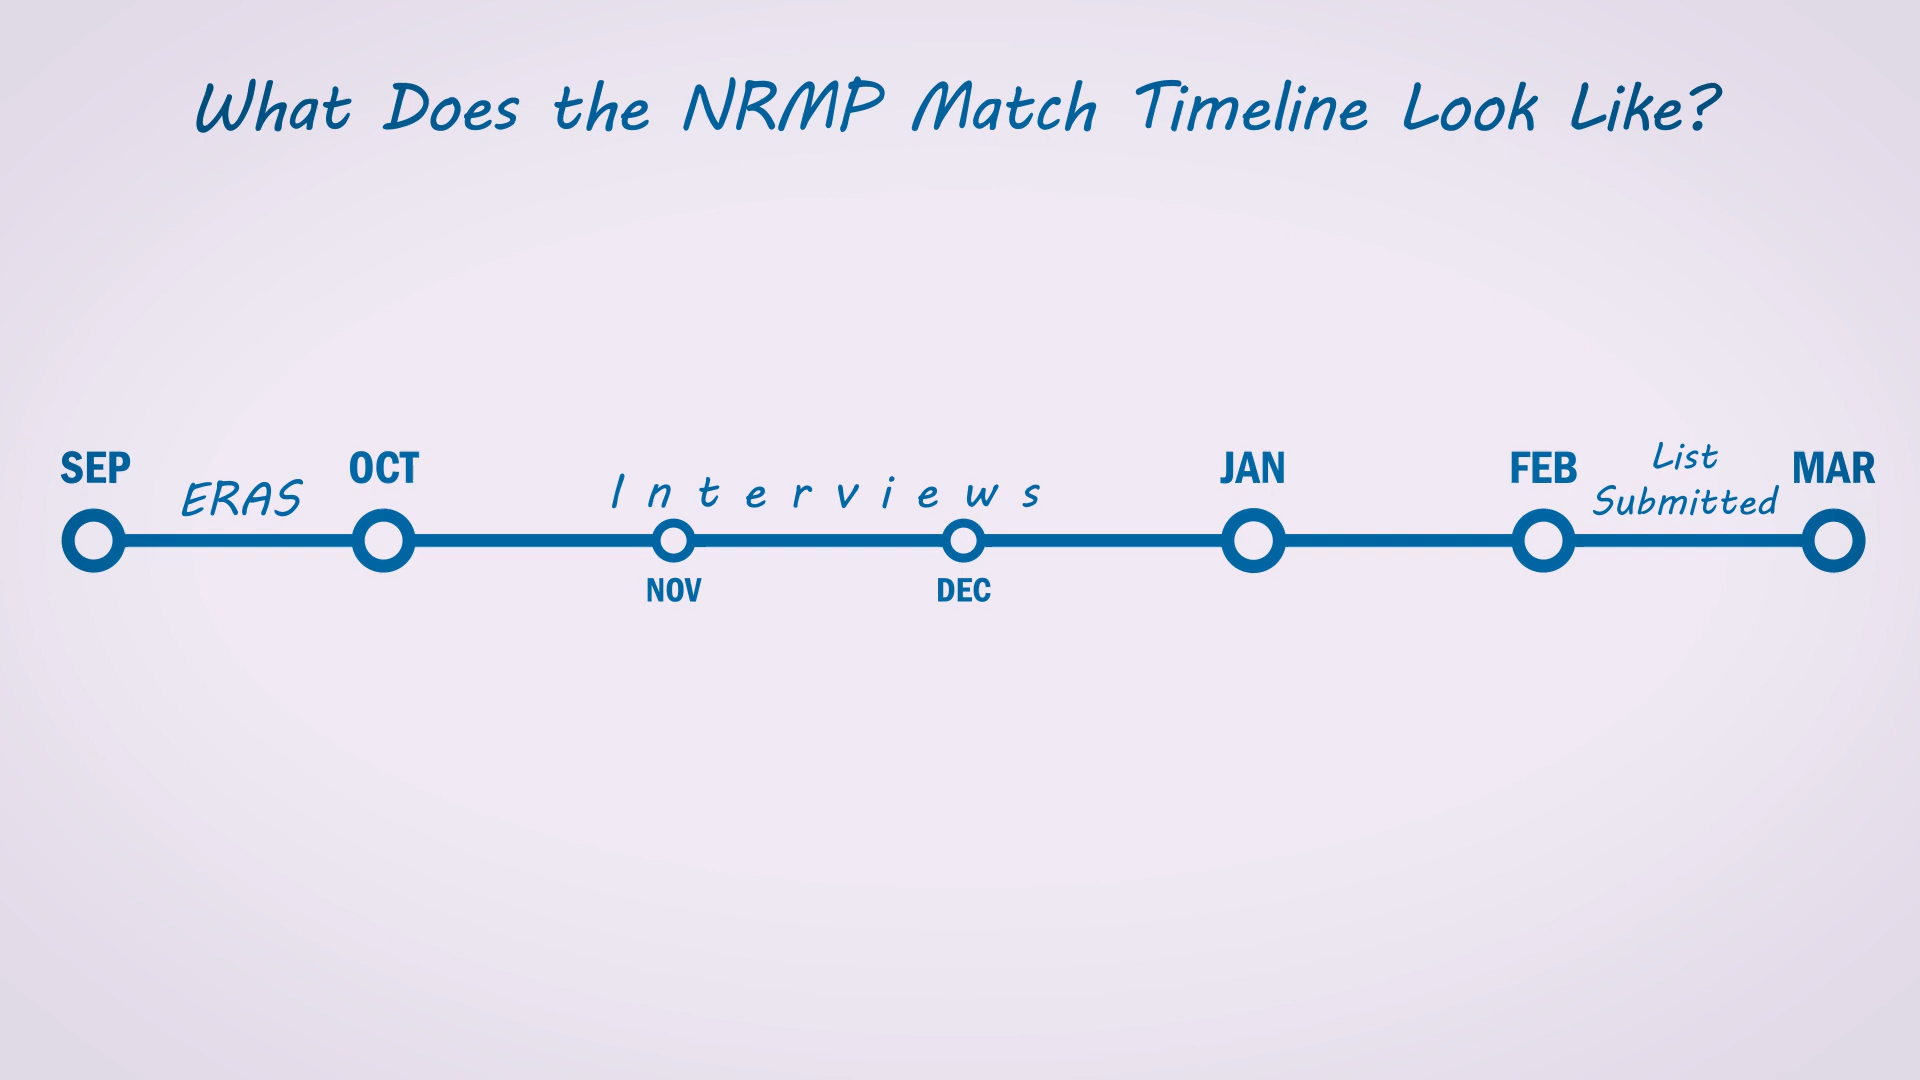 What Does the NRMP Match Timeline Look Like?
SEP
ERAS
OCT
Interviews
NOV
DEC
JAN
FEB
List
Submitted
MAR